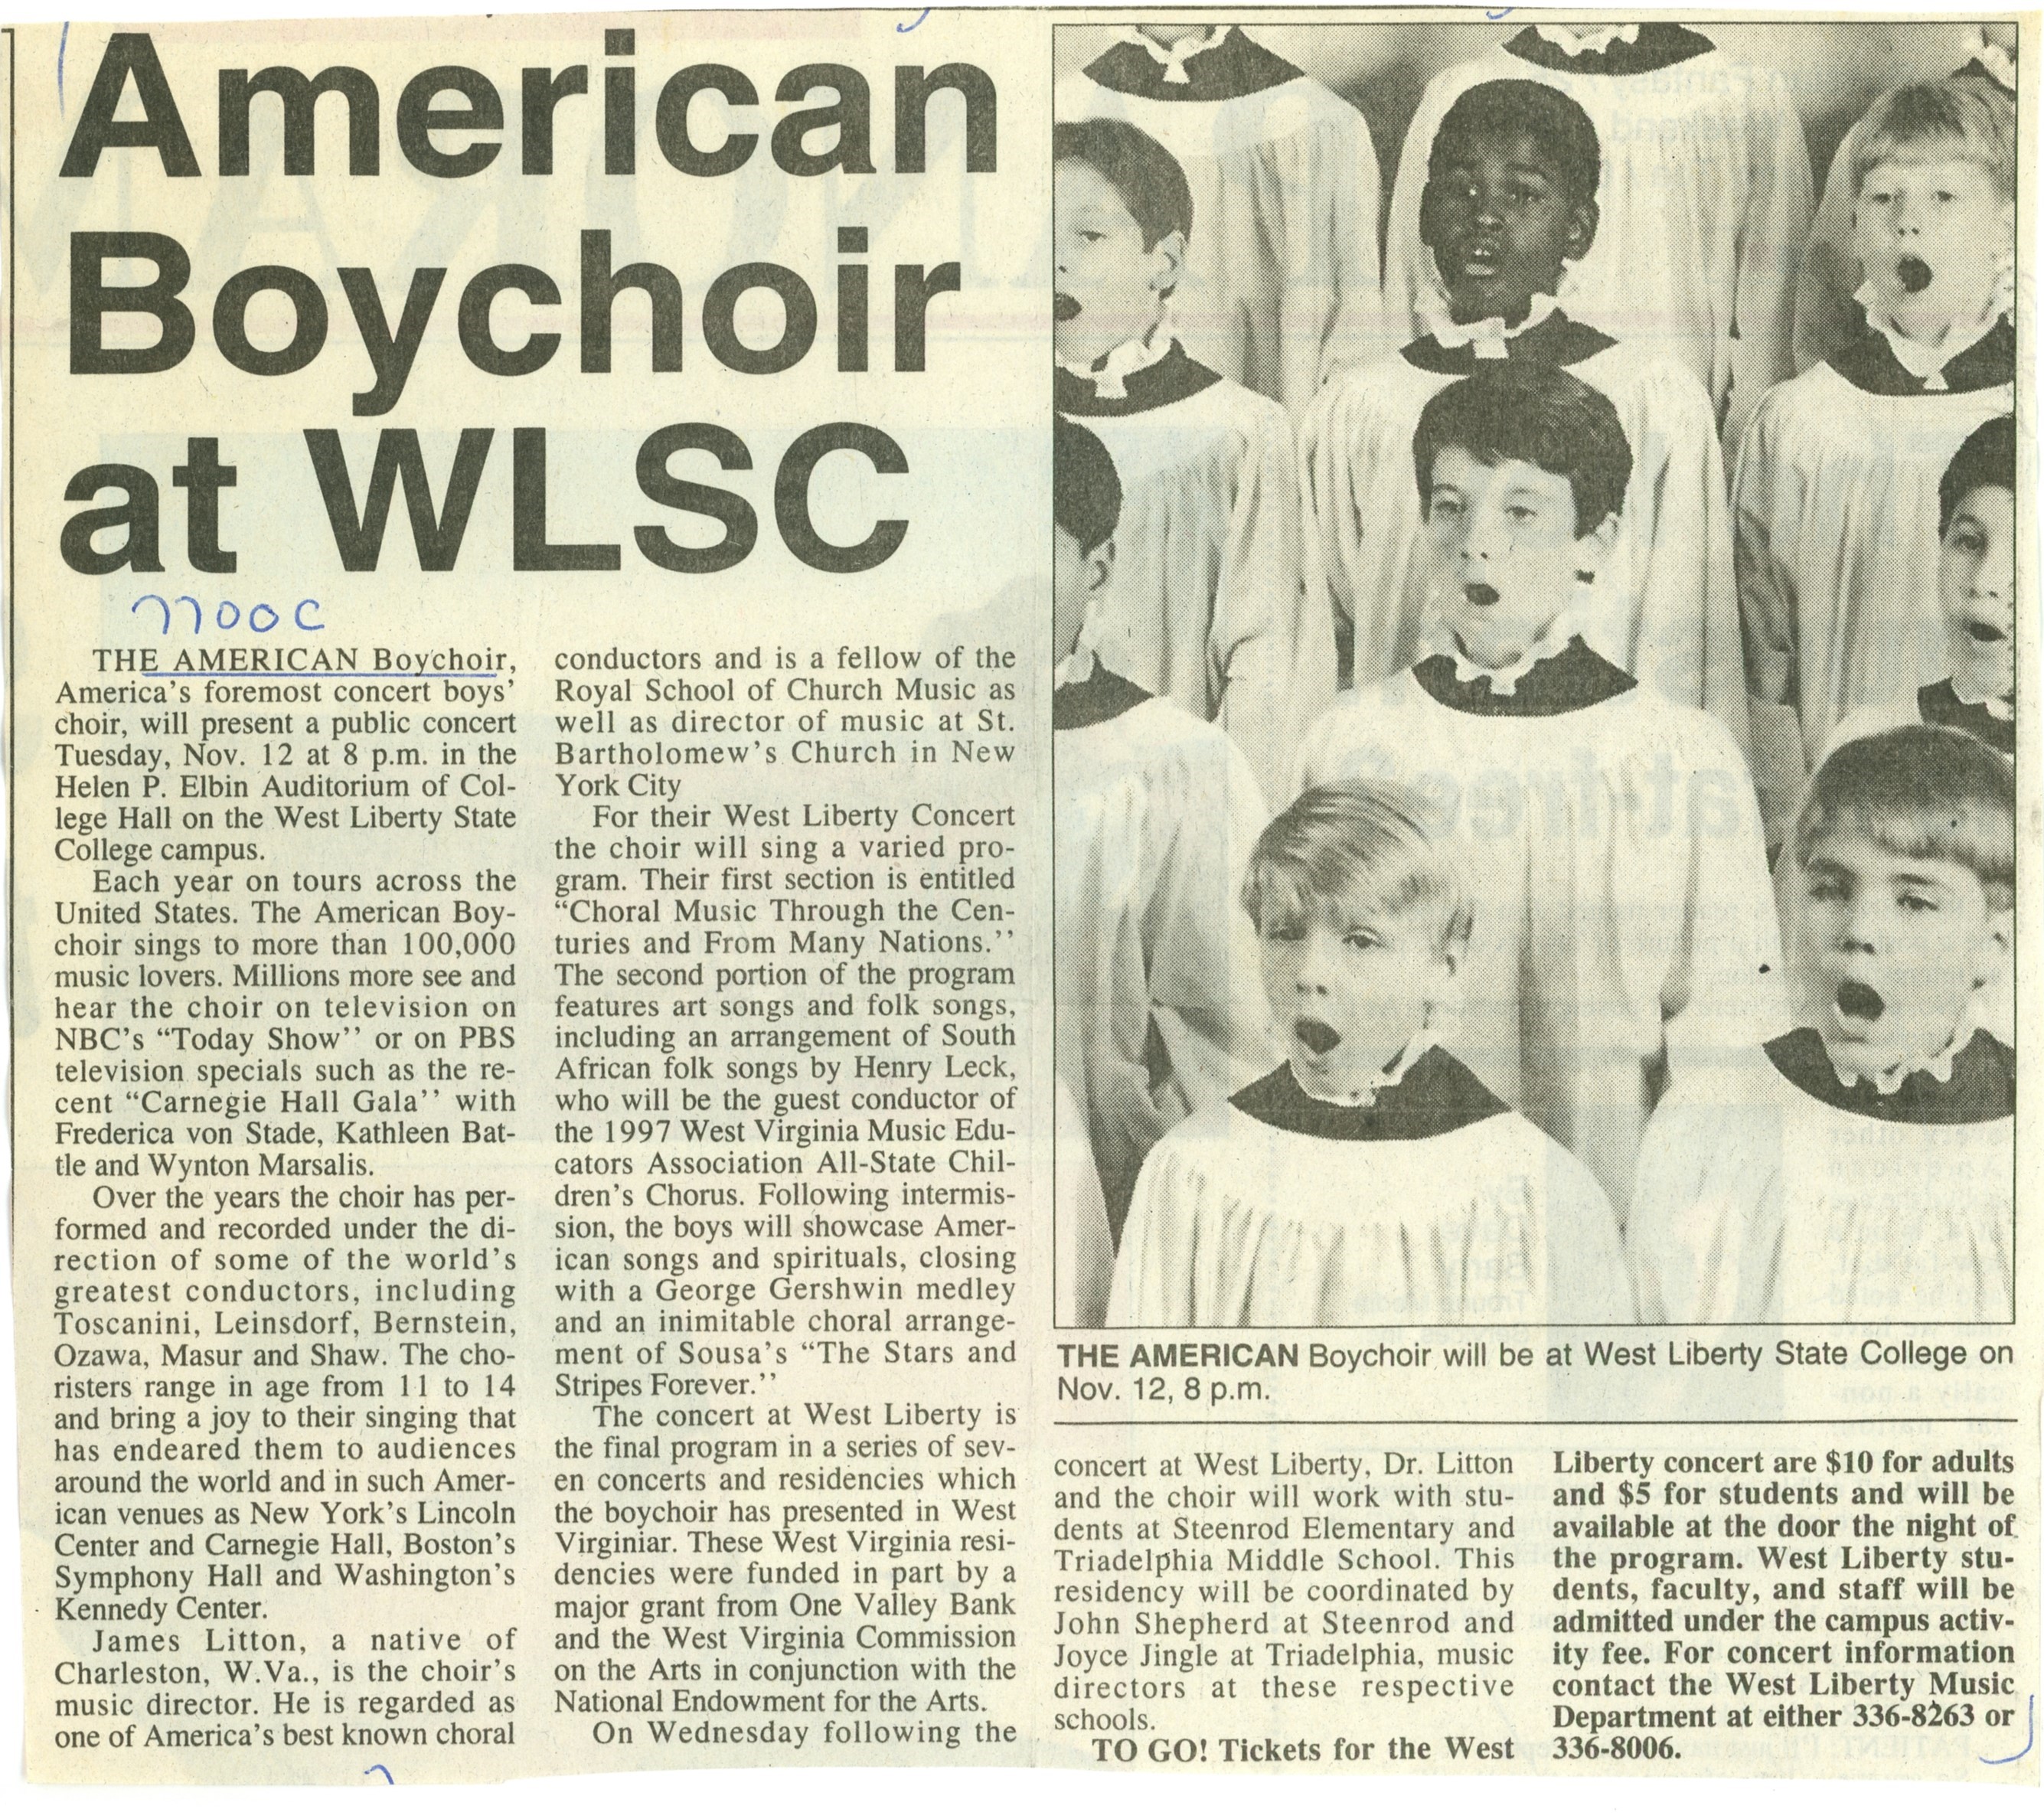 American
Boychoir
at WLSC
7700C
THE AMERICAN Boychoir,
America's foremost concert boys'
choir, will present a public concert
Tuesday, Nov. 12 at 8 p.m. in the
Helen P. Elbin Auditorium of Col-
lege Hall on the West Liberty State
College campus.
Each year on tours across the
United States. The American Boy-
choir sings to more than 100,000
music lovers. Millions more see and
hear the choir on television on
NBC's “Today Show’’ or on PBS
television specials such as the re-
cent “Carnegie Hall Gala’’ with
Frederica von Stade, Kathleen Bat-
tle and Wynton Marsalis.
Over the years the choir has per-
formed and recorded under the di-
rection of some of the world's
greatest conductors, including
Toscanini, Leinsdorf, Bernstein,
Ozawa, Masur and Shaw. The cho-
risters range in age from 11 to 14
and bring a joy to their singing that
has endeared them to audiences
around the world and in such Amer-
ican venues as New York's Lincoln
Center and Carnegie Hall, Boston's
Symphony Hall and Washington's
Kennedy Center.
James Litton, a native of
Charleston, W.Va., is the choir's
music director. He is regarded as
one of America's best known choral
conductors and is a fellow of the
Royal School of Church Music as
well as director of music at St.
Bartholomew's Church in New
York City
For their West Liberty Concert
the choir will sing a varied pro-
gram. Their first section is entitled
“Choral Music Through the Cen-
turies and From Many Nations.’’
The second portion of the program
features art songs and folk songs,
including an arrangement of South
African folk songs by Henry Leck,
who will be the guest conductor of
the 1997 West Virginia Music Edu-
cators Association All-State Chil-
dren's Chorus. Following intermis-
sion, the boys will showcase Amer-
ican songs and spirituals, closing
with a George Gershwin medley
and an inimitable choral arrange-
ment of Sousa's “The Stars and
Stripes Forever.’’
The concert at West Liberty is
the final program in a series of sev-
en concerts and residencies which
the boychoir has presented in West
Virginiar. These West Virginia resi-
dencies were funded in part by a
major grant from One Valley Bank
and the West Virginia Commission
on the Arts in conjunction with the
National Endowment for the Arts.
On Wednesday following the
THE AMERICAN Boychoir will be at West Liberty State College on
Nov. 12, 8 p.m.
concert at West Liberty, Dr. Litton
and the choir will work with stu-
dents at Steenrod Elementary and
Triadelphia Middle School. This
residency will be coordinated by
John Shepherd at Steenrod and
Joyce Jingle at Triadelphia, music
directors at these respective
schools.
TO GO! Tickets for the West
Liberty concert are $10 for adults
and $5 for students and will be
available at the door the night of
the program. West Liberty stu-
dents, faculty, and staff will be
admitted under the campus activ-
ity fee. For concert information
contact the West Liberty Music
Department at either 336-8263 or
336-8006.